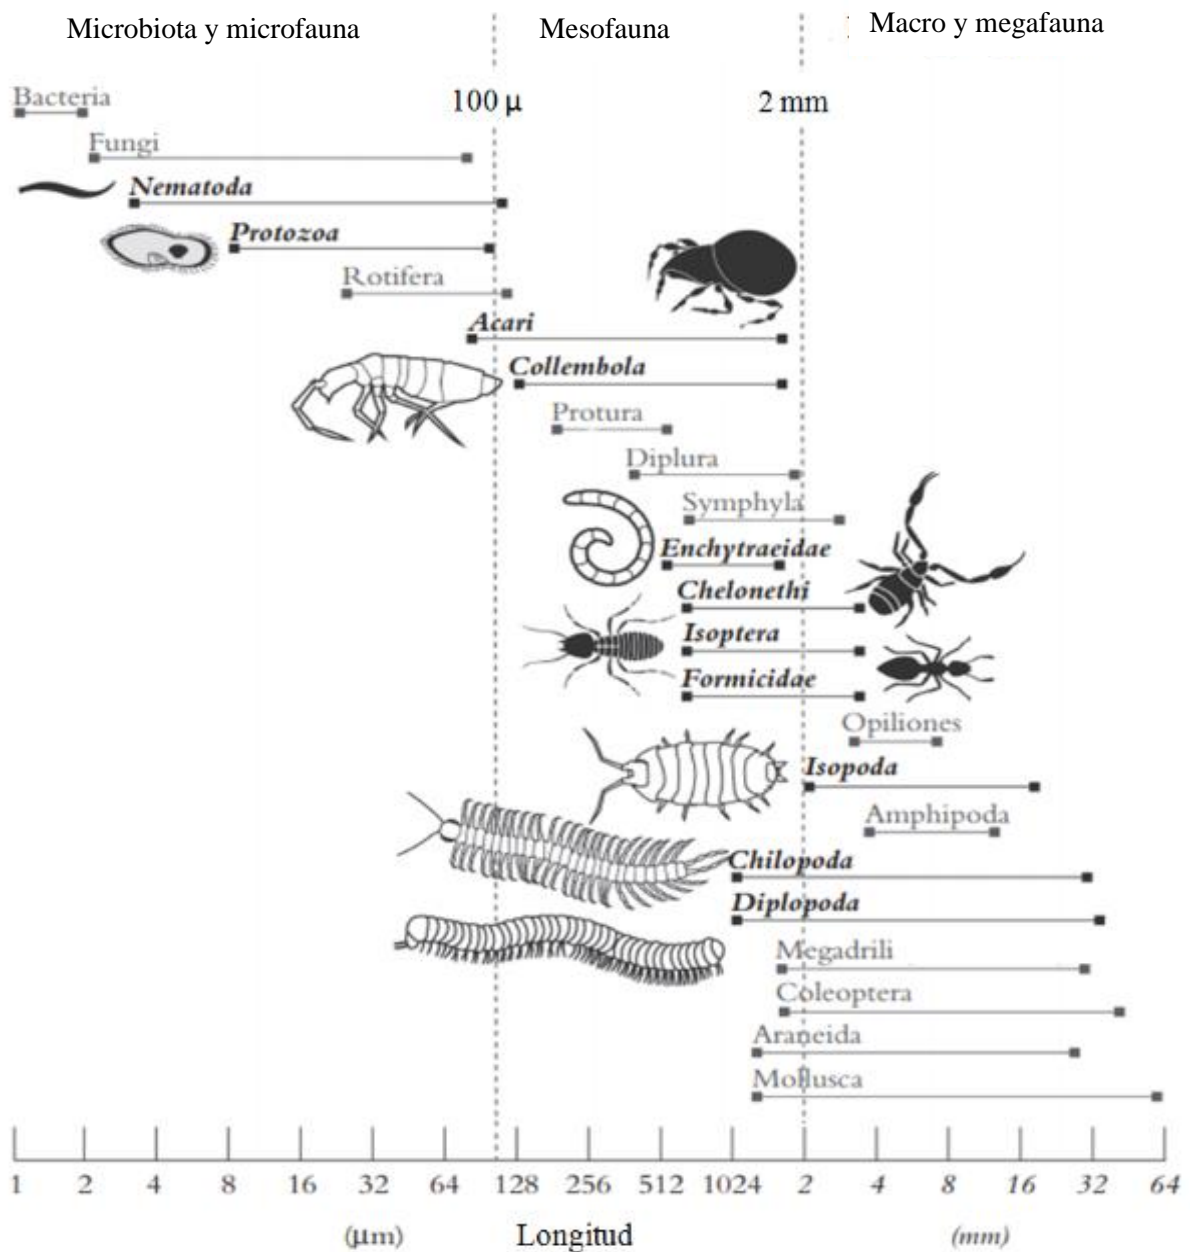 Microbiota y microfauna
Mesofauna
Macro y megafauna
Bacteria
100 µ
2 mm
Fungi
Nematoda
Protozoa
Rotifera
Acari
Collembola
Protura
Diplura
Symphyla
Enchytraeidae
Chelonethi
Isoptera
Formicidae
Opiliones
Isopoda
Amphipoda
Chilopoda
Diplopoda
Megadrili
Coleoptera
Araneida
Mollusca
1 2 4 8 16 32 64 128 256 512 1024 2 4 8 16 32 64
(µm) Longitud (mm)